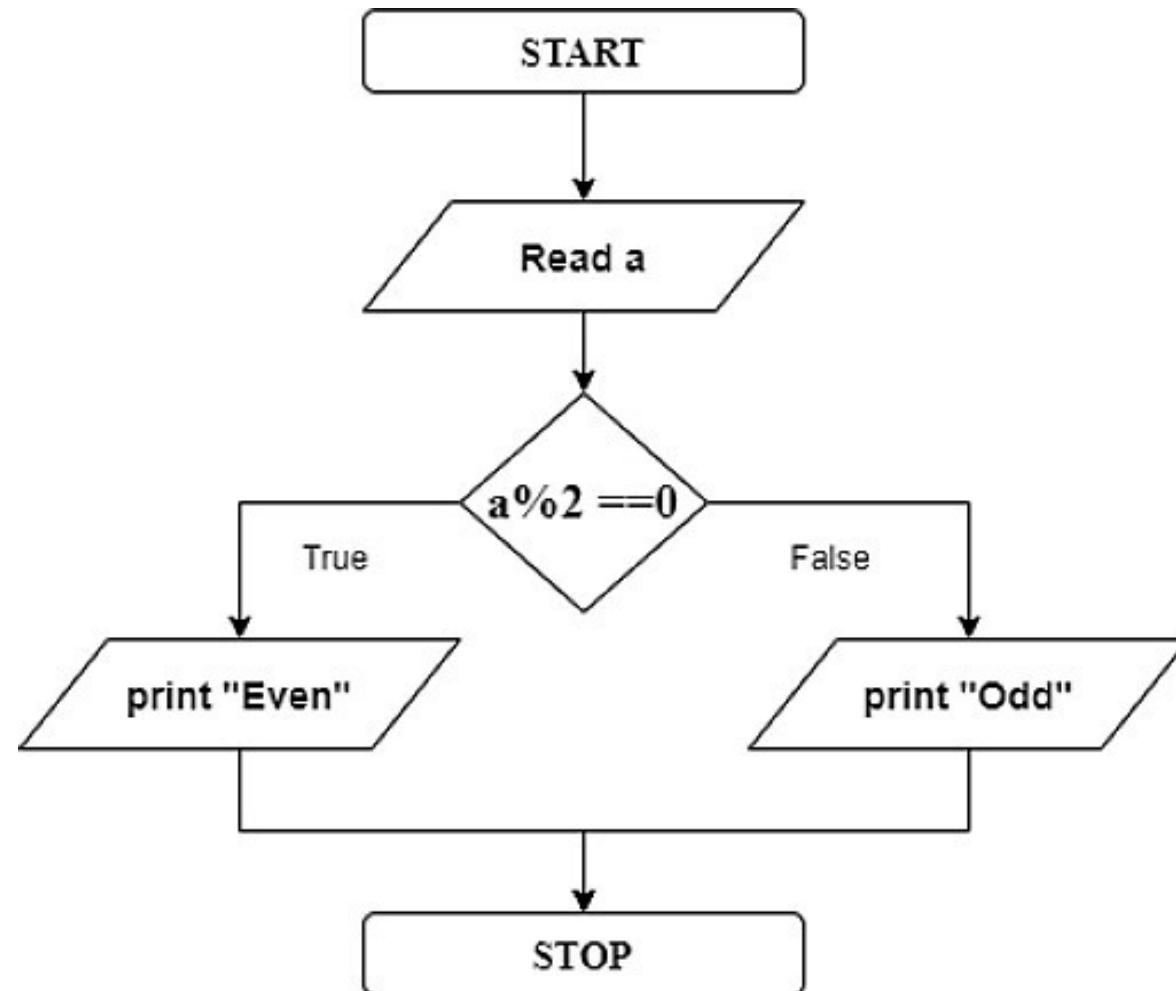 START
Read a
a%2 ==0
True
False
print "Even"
print "Odd"
STOP